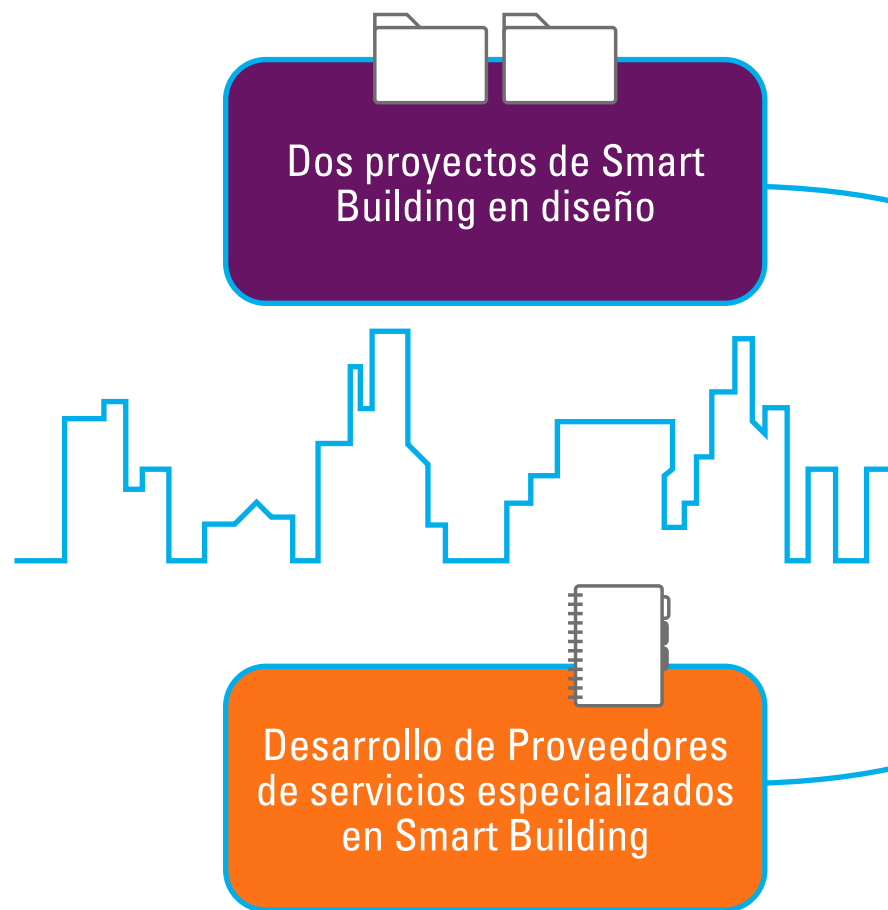 Dos proyectos de Smart
Building en diseño
Desarrollo de Proveedores
de servicios especializados
en Smart Building